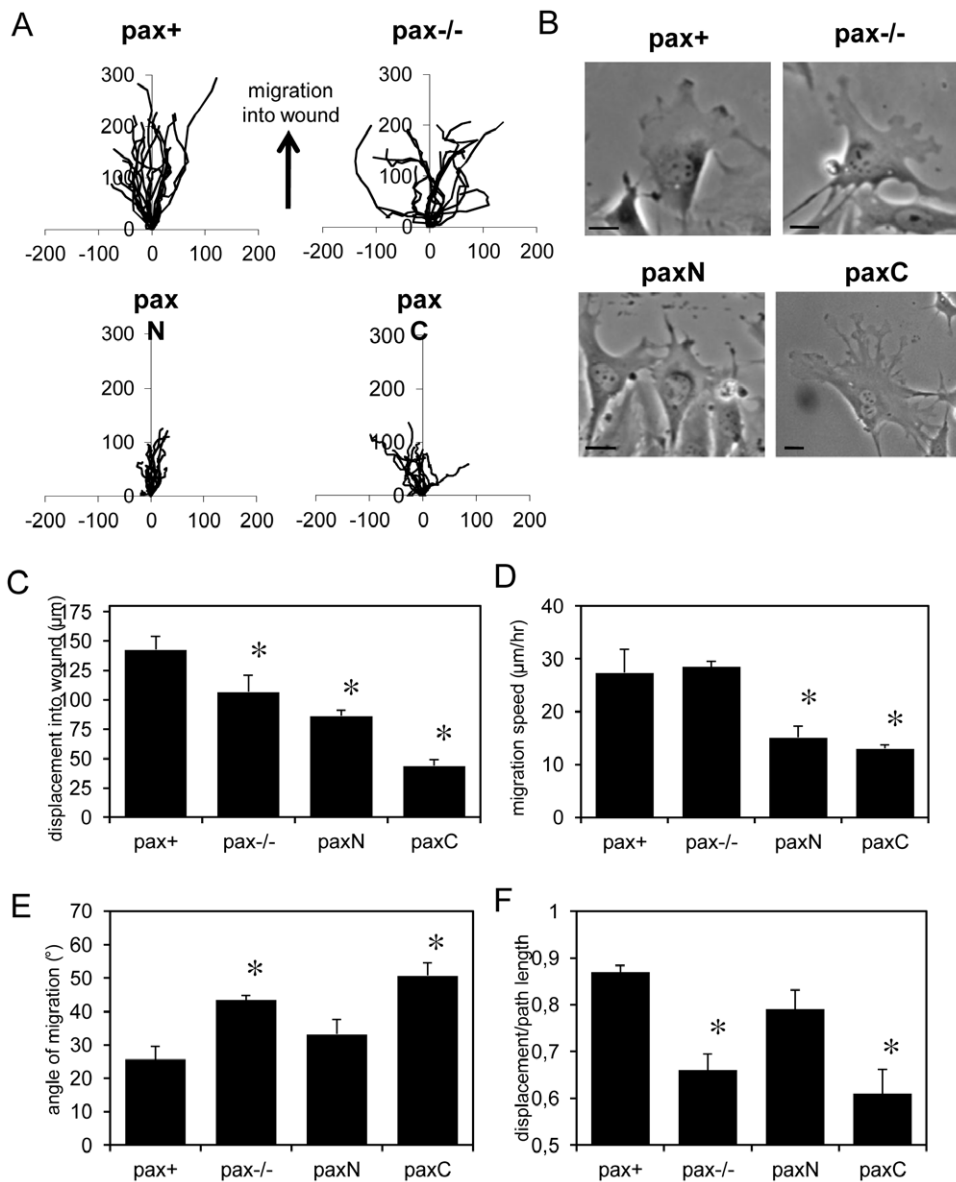 A
pax+
pax-/-
300
200
100
0
-200 -100 0 100 200
migration
into wound
300
200
100
0
-200 -100 0 100 200
pax
N
300
200
100
0
-200 -100 0 100 200
pax
C
300
200
100
0
-200 -100 0 100 200
B
pax+
pax-/-
paxN
paxC
C
displacement into wound (µm)
175
150
125
100
75
50
25
0
* * *
pax+ pax-/- paxN paxC
D
migration speed (µm/hr)
40
30
20
10
0
* *
pax+ pax-/- paxN paxC
E
angle of migration (°)
70
60
50
40
30
20
10
0
* *
pax+ pax-/- paxN paxC
F
displacement/path length
1
0,9
0,8
0,7
0,6
0,5
* *
pax+ pax-/- paxN paxC